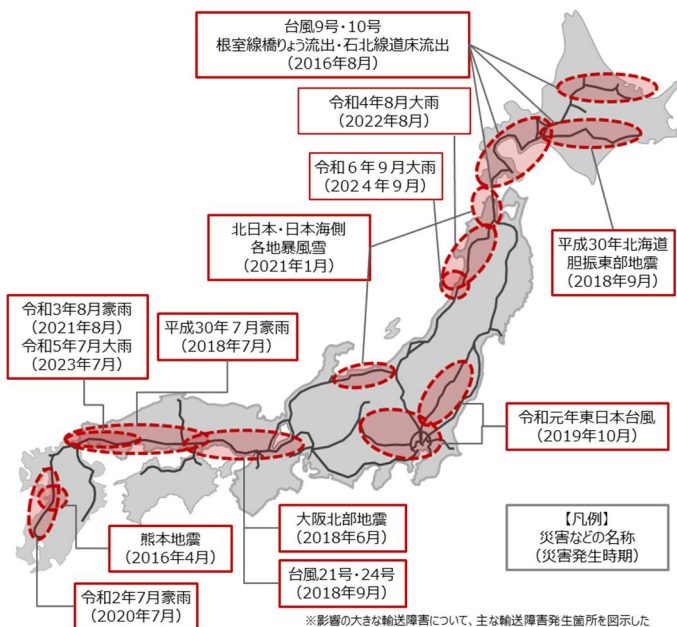 台風9号・10号
根室線橋りょう流出・石北線道床流出
（2016年8月）
令和4年8月大雨
（2022年8月）
令和６年９月大雨
（2024年９月）
北日本・日本海側
各地暴風雪
（2021年1月）
平成30年北海道
胆振東部地震
（2018年9月）
令和3年8月豪雨
（2021年8月）
令和5年7月大雨
（2023年7月）
平成30年７月豪雨
（2018年7月）
令和元年東日本台風
（2019年10月）
大阪北部地震
（2018年6月）
【凡例】
災害などの名称
（災害発生時期）
熊本地震
（2016年4月）
台風21号・24号
（2018年9月）
令和2年7月豪雨
（2020年7月）
※影響の大きな輸送障害について、主な輸送障害発生箇所を図示した